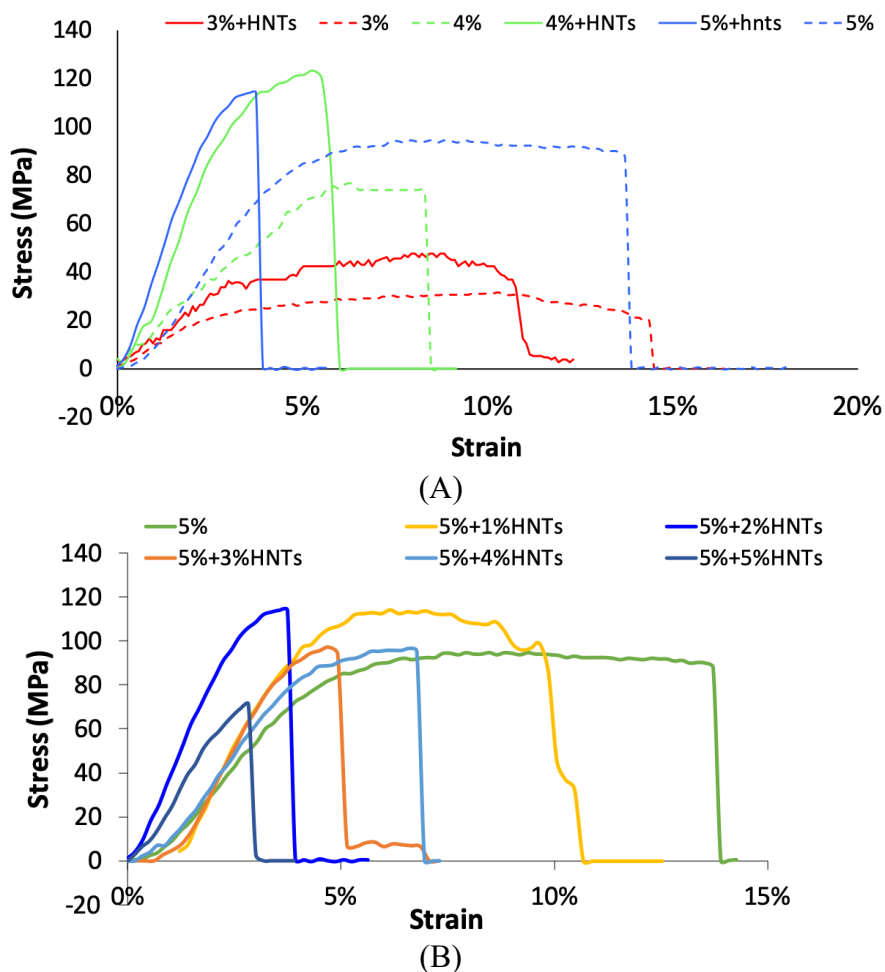 3%+HNTs 3% 4% 4%+HNTs 5%+hnts 5%
140
120
100
80
60
40
20
0
-20
Stress (MPa)
0% 5% 10% 15% 20%
Strain
(A)
5% 5%+1%HNTs 5%+2%HNTs
5%+3%HNTs 5%+4%HNTs 5%+5%HNTs
140
120
100
80
60
40
20
0
-20
Stress (MPa)
0% 5% 10% 15%
Strain
(B)